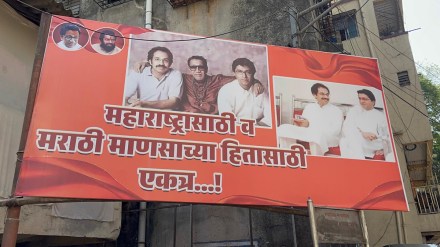 महाराष्ट्रासाठी व
मराठी माणसाच्या हितासाठी
एकत्र...!